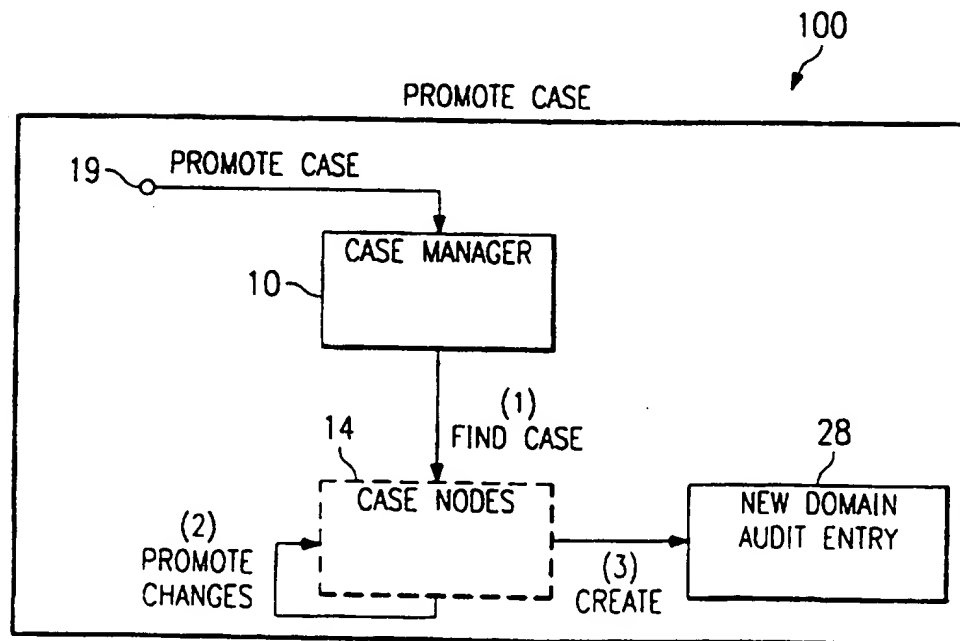 100
PROMOTE CASE
19
PROMOTE CASE
CASE MANAGER
10
(1)
FIND CASE
14
CASE NODES
28
NEW DOMAIN
AUDIT ENTRY
(2)
PROMOTE
CHANGES
(3)
CREATE